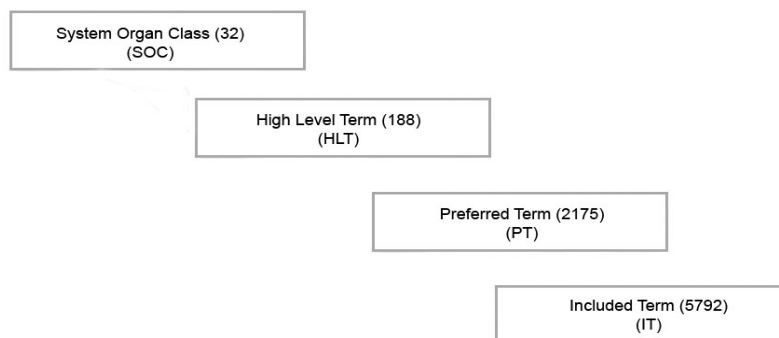 System Organ Class (32)
(SOC)
High Level Term (188)
(HLT)
Preferred Term (2175)
(PT)
Included Term (5792)
(IT)